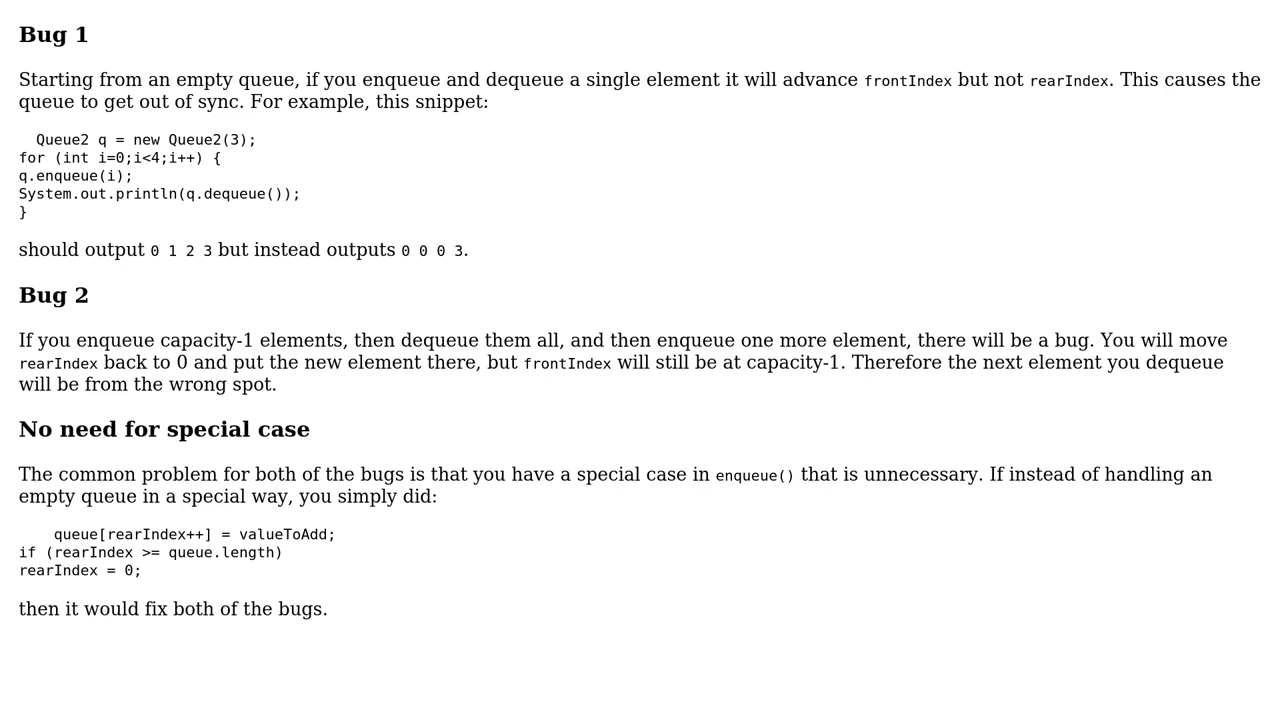 Bug 1
Starting from an empty queue, if you enqueue and dequeue a single element it will advance frontIndex but not rearIndex. This causes the
queue to get out of sync. For example, this snippet:
Queue2 q = new Queue2(3);
for (int i=0;i<4;i++) {
q.enqueue(i);
System.out.println(q.dequeue());
}
should output 0 1 2 3 but instead outputs 0 0 0 3.
Bug 2
If you enqueue capacity-1 elements, then dequeue them all, and then enqueue one more element, there will be a bug. You will move
rearIndex back to 0 and put the new element there, but frontIndex will still be at capacity-1. Therefore the next element you dequeue
will be from the wrong spot.
No need for special case
The common problem for both of the bugs is that you have a special case in enqueue() that is unnecessary. If instead of handling an
empty queue in a special way, you simply did:
queue[rearIndex++] = valueToAdd;
if (rearIndex >= queue.length)
rearIndex = 0;
then it would fix both of the bugs.